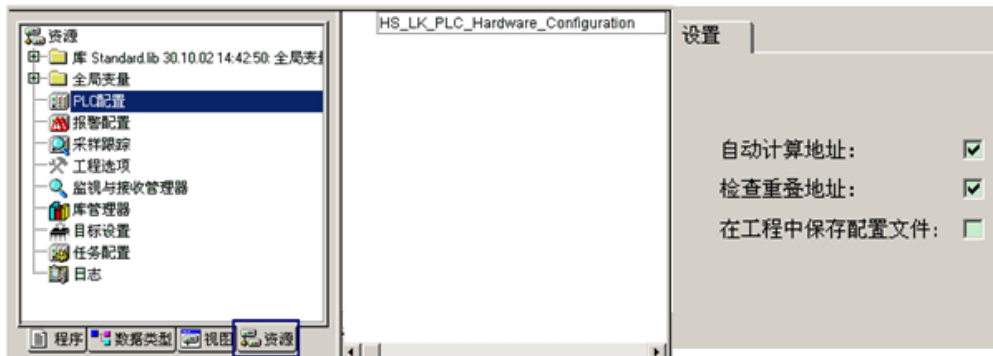 资源
库 Standard.lib 30.10.02 14:42:50: 全局变
全局变量
PLC配置
报警配置
采样跟踪
工程选项
监视与接收管理器
库管理器
目标设置
任务配置
日志
程序 数据类型 视图 资源
HS_LK_PLC_Hardware_Configuration
设置
自动计算地址:
检查重叠地址:
在工程中保存配置文件: